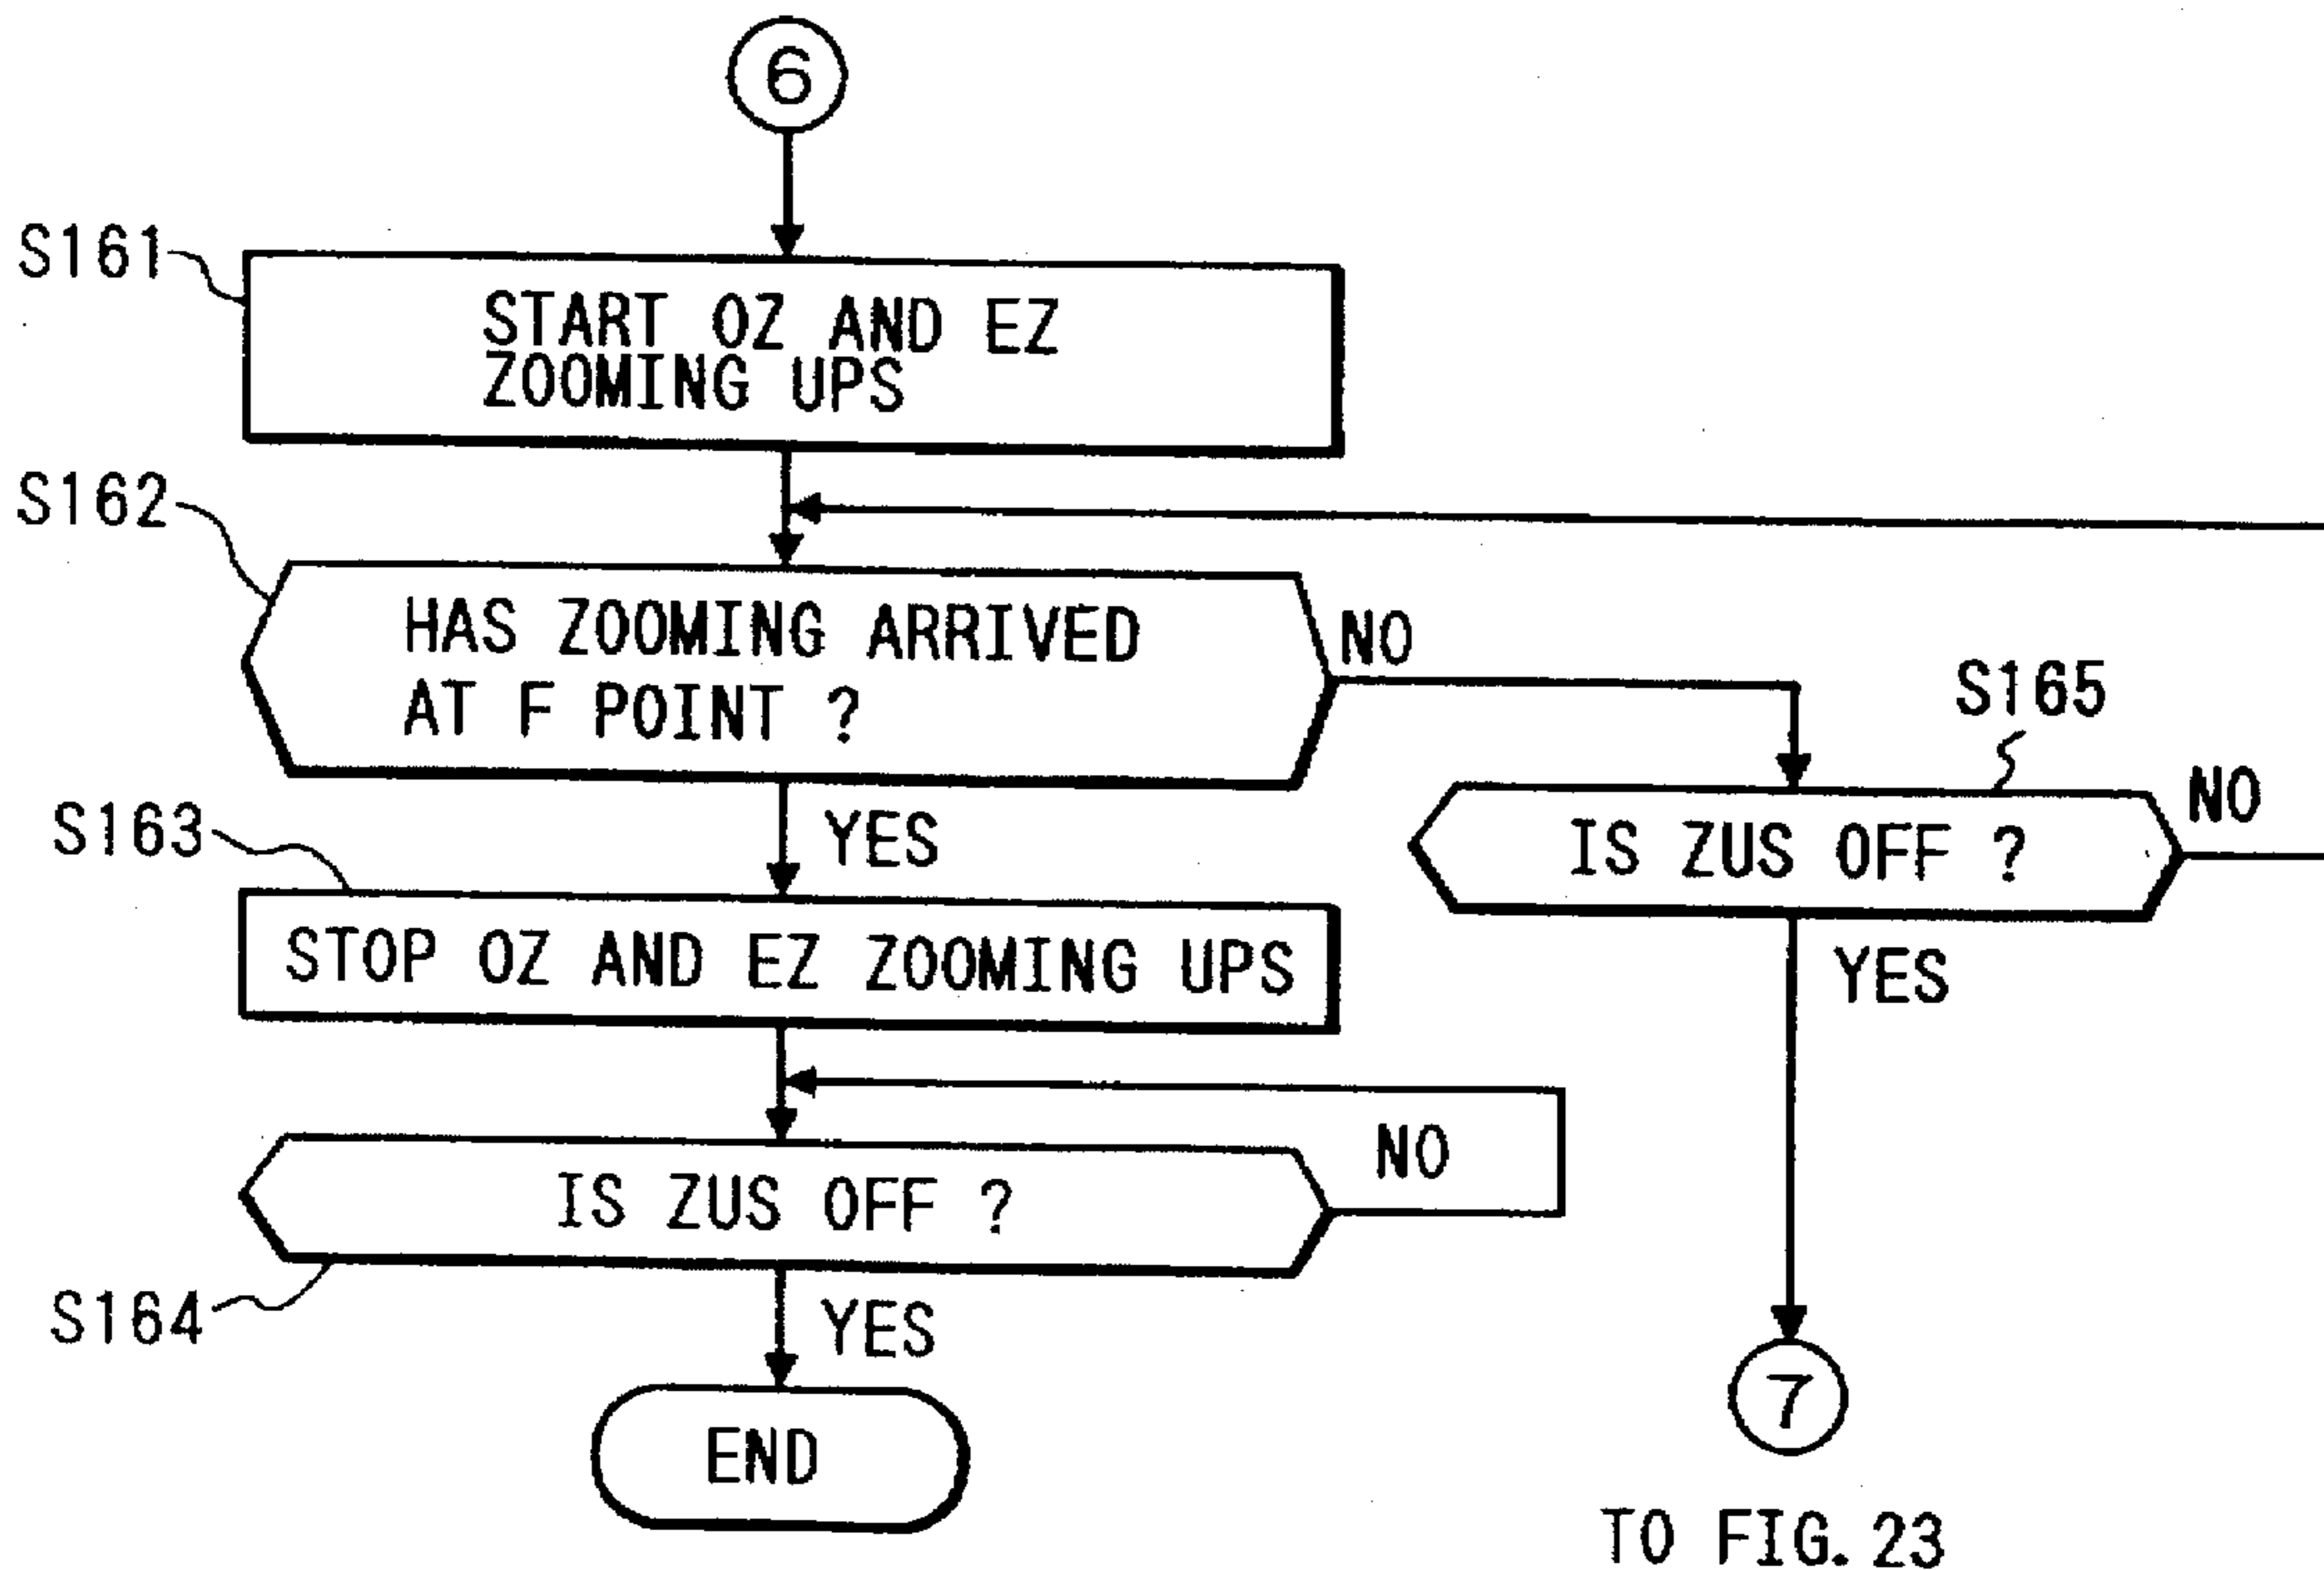 6
S161
START OZ AND EZ
ZOOMING UPS
S162
HAS ZOOMING ARRIVED
AT F POINT ?
NO
S165
IS ZUS OFF ?
NO
YES
S163
YES
STOP OZ AND EZ ZOOMING UPS
NO
IS ZUS OFF ?
S164
YES
END
7
TO FIG. 23